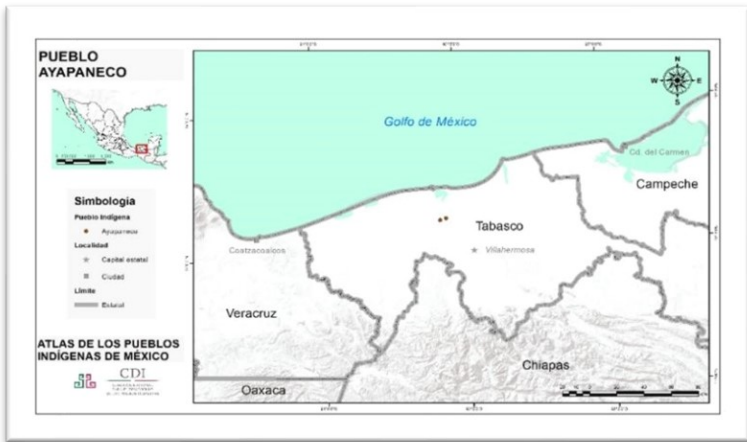 PUEBLO
AYAPANECO
Simbología
Pueblo Indígena
Ayapaneco
Localidad
Capital estatal
Ciudad
Límite
Estatal
ATLAS DE LOS PUEBLOS
INDÍGENAS DE MÉXICO
CDI
N
W
E
S
Golfo de México
Cd. del Carmen
Campeche
Tabasco
Villahermosa
Coatzacoalcos
Veracruz
Chiapas
Oaxaca